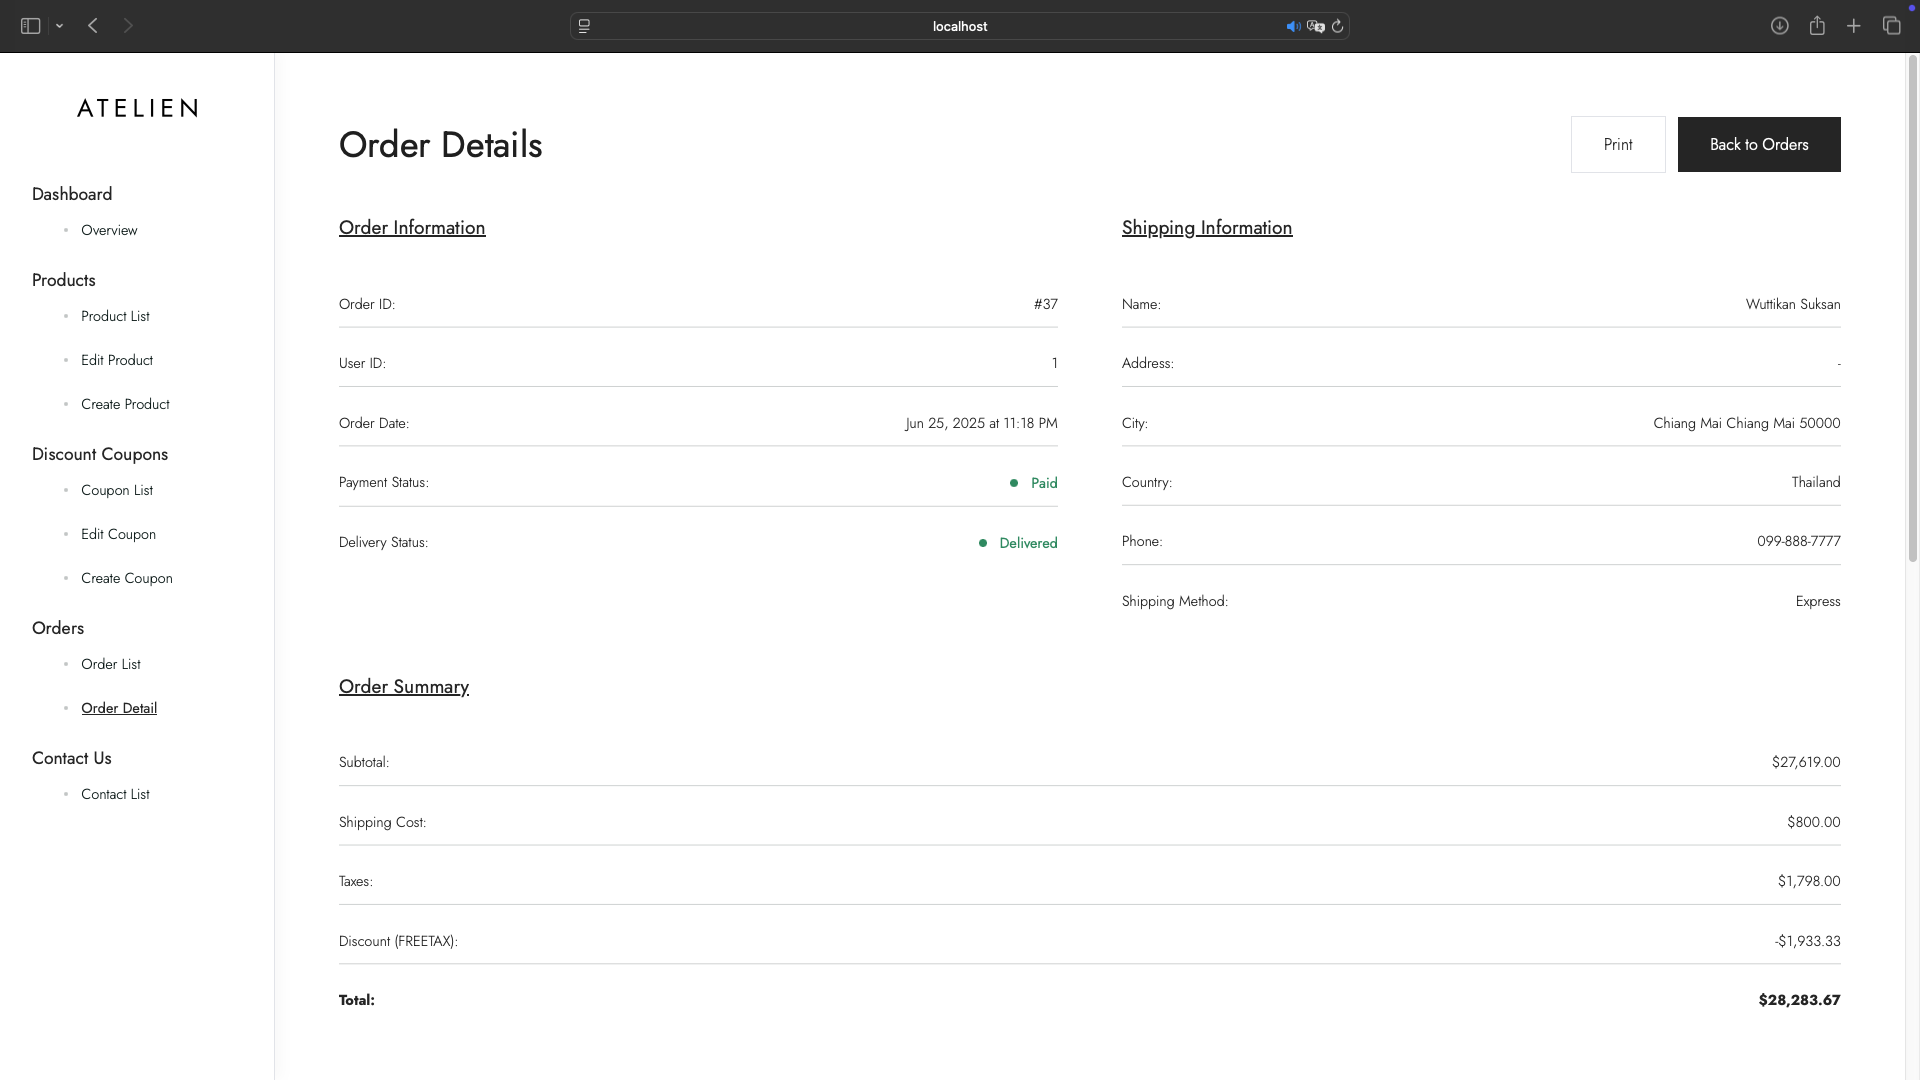 localhost
ATELIEN
Dashboard
Overview
Products
Product List
Edit Product
Create Product
Discount Coupons
Coupon List
Edit Coupon
Create Coupon
Orders
Order List
Order Detail
Contact Us
Contact List
Order Details
Print
Back to Orders
Order Information
Order ID: #37
User ID: 1
Order Date: Jun 25, 2025 at 11:18 PM
Payment Status: Paid
Delivery Status: Delivered
Shipping Information
Name: Wuttikan Suksan
Address: -
City: Chiang Mai Chiang Mai 50000
Country: Thailand
Phone: 099-888-7777
Shipping Method: Express
Order Summary
Subtotal: $27,619.00
Shipping Cost: $800.00
Taxes: $1,798.00
Discount (FREETAX): -$1,933.33
Total: $28,283.67